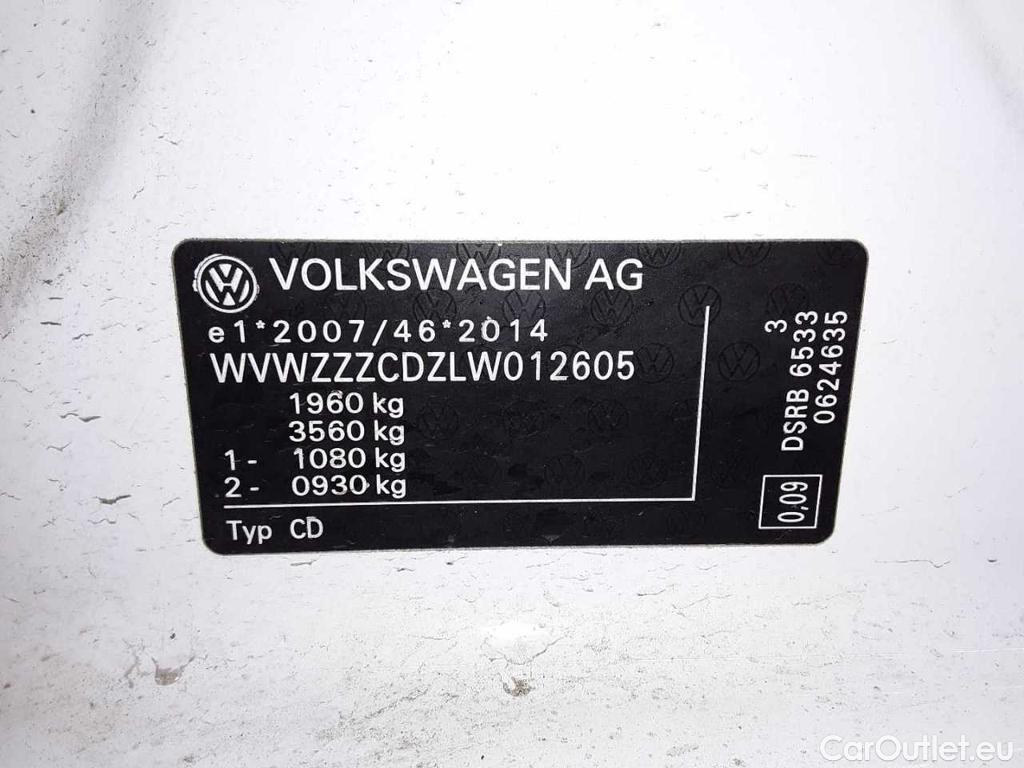 VOLKSWAGEN AG
e1*2007/46*2014
WVWZZZCDZLW012605
1960 kg
3560 kg
1- 1080 kg
2- 0930 kg
Typ CD
3
DSRB 6533
0624635
0,09
CarOutlet.eu